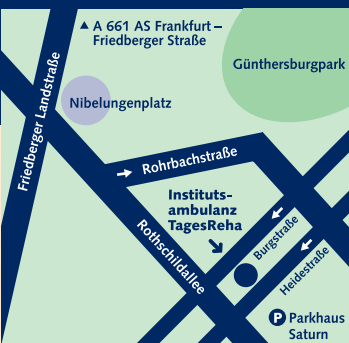 ▲ A 661 AS Frankfurt –
Friedberger Straße
Günthersburgpark
Friedberger Landstraße
Nibelungenplatz
Rohrbachstraße
Instituts-
ambulanz
TagesReha
Rothschildallee
Burgstraße
Heidestraße
P Parkhaus
Saturn